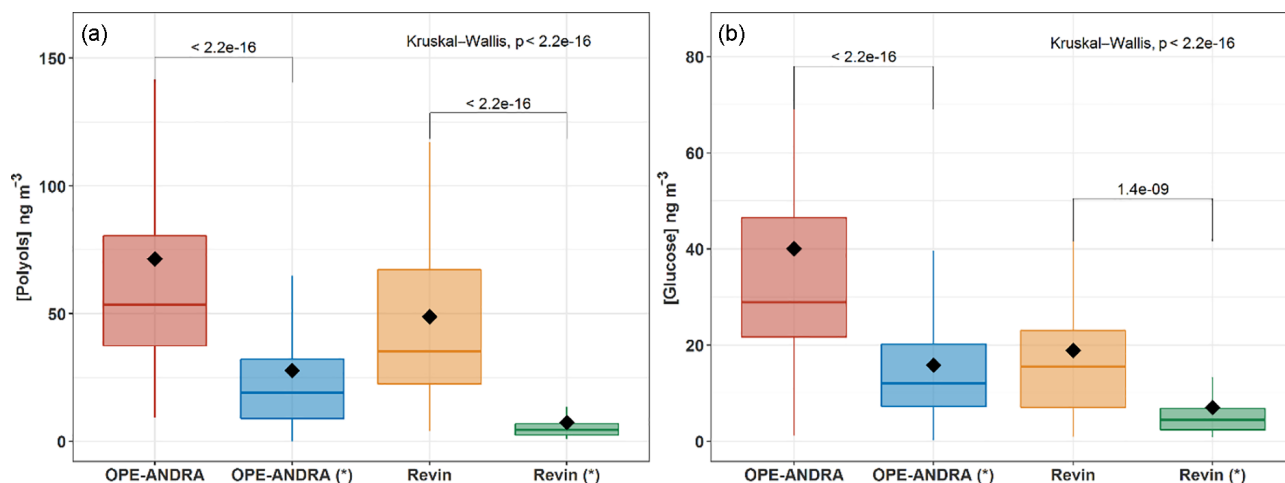 (a)
Kruskal–Wallis, p < 2.2e-16
< 2.2e-16
< 2.2e-16
[Polyols] ng m⁻³
150
100
50
0
OPE-ANDRA
OPE-ANDRA (*)
Revin
Revin (*)
(b)
Kruskal–Wallis, p < 2.2e-16
< 2.2e-16
1.4e-09
[Glucose] ng m⁻³
80
60
40
20
0
OPE-ANDRA
OPE-ANDRA (*)
Revin
Revin (*)